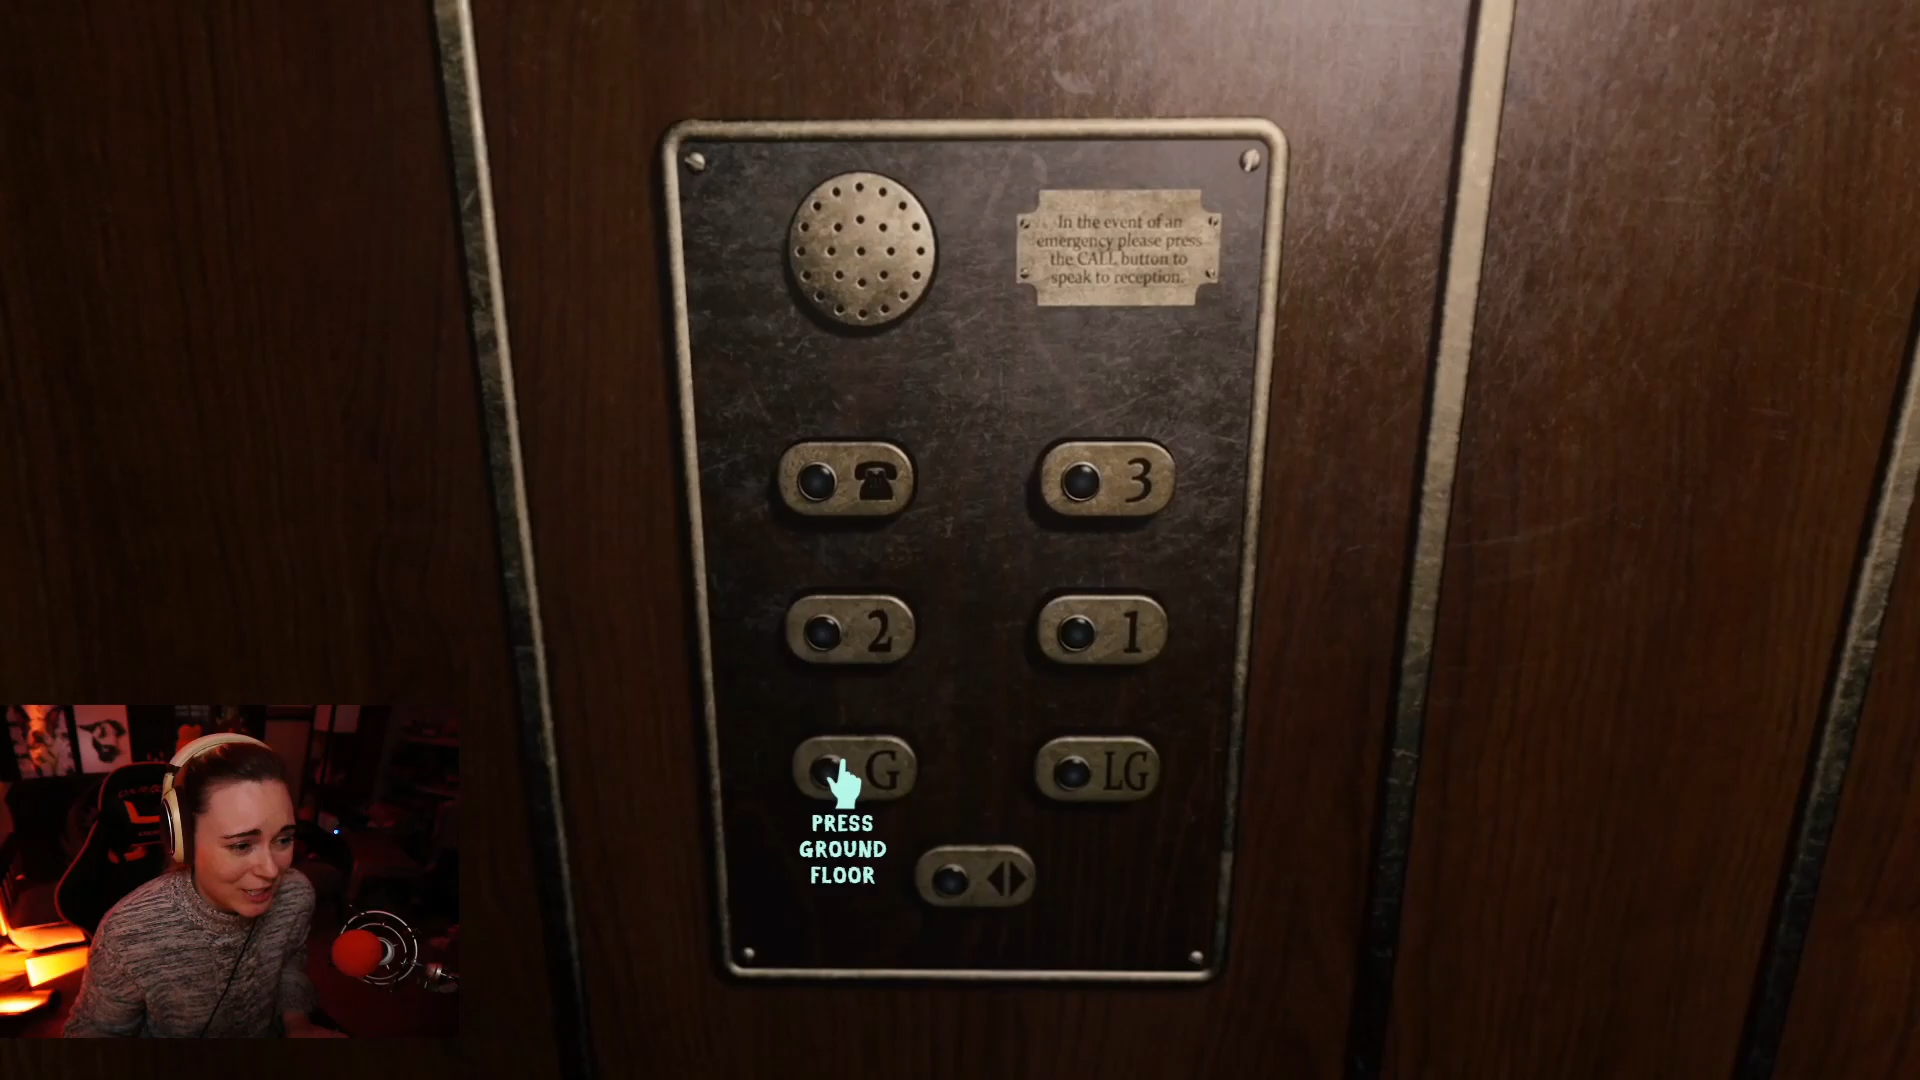 In the event of an
emergency please press
the CALL button to
speak to reception.
3
2
1
G
LG
PRESS
GROUND
FLOOR